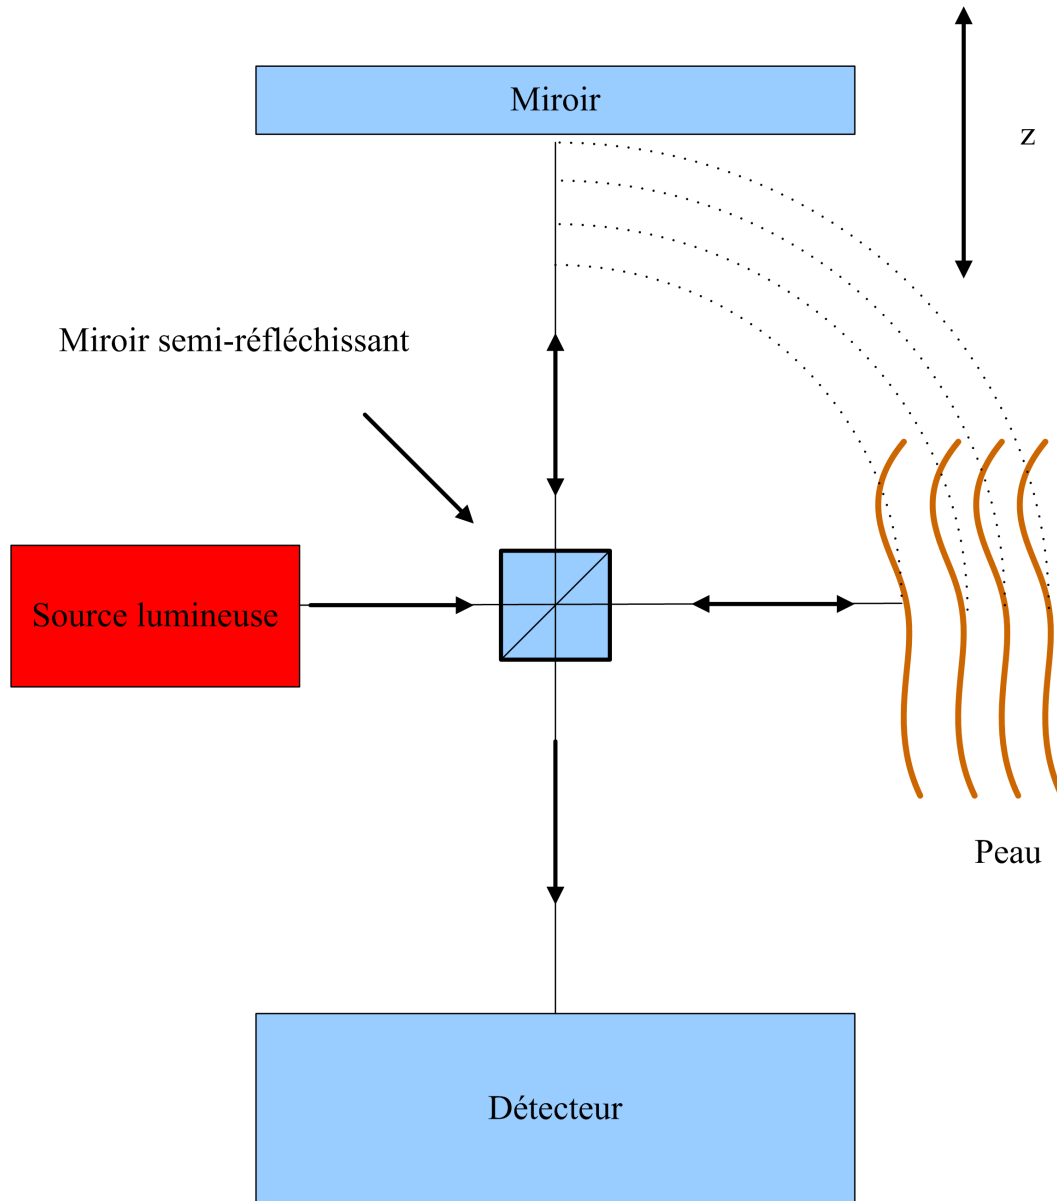 Miroir
z
Miroir semi-réfléchissant
Source lumineuse
Peau
Détecteur